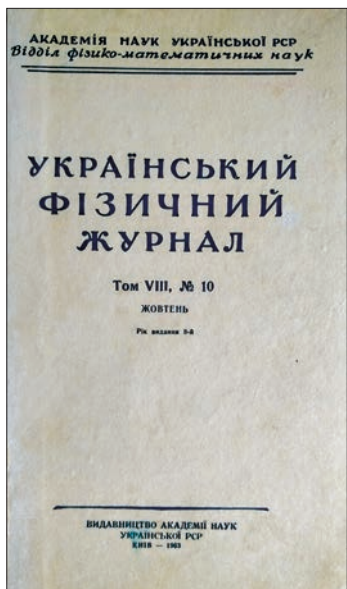 АКАДЕМІЯ НАУК УКРАЇНСЬКОЇ РСР
Відділ фізико-математичних наук
УКРАЇНСЬКИЙ
ФІЗИЧНИЙ
ЖУРНАЛ
Том VIII, № 10
ЖОВТЕНЬ
Рік видання 8-й
ВИДАВНИЦТВО АКАДЕМІЇ НАУК
УКРАЇНСЬКОЇ РСР
КИЇВ — 1963